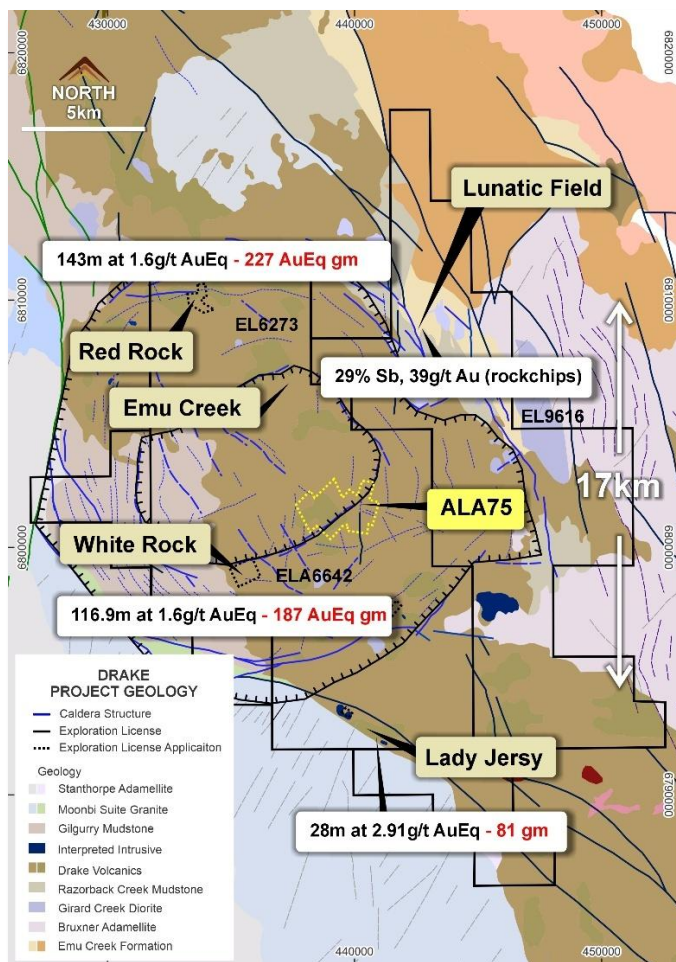 430000
440000
450000
6820000
6820000
NORTH
5km
Lunatic Field
143m at 1.6g/t AuEq - 227 AuEq gm
6810000
6810000
EL6273
Red Rock
29% Sb, 39g/t Au (rockchips)
Emu Creek
EL9616
17km
ALA75
White Rock
6800000
6800000
ELA6642
116.9m at 1.6g/t AuEq - 187 AuEq gm
DRAKE
PROJECT GEOLOGY
Caldera Structure
Exploration License
Exploration License Applicaiton
Geology
Stanthorpe Adamellite
Moonbi Suite Granite
Gilgurry Mudstone
Interpreted Intrusive
Drake Volcanics
Razorback Creek Mudstone
Girard Creek Diorite
Bruxner Adamellite
Emu Creek Formation
Lady Jersy
67900000
28m at 2.91g/t AuEq - 81 gm
440000
450000